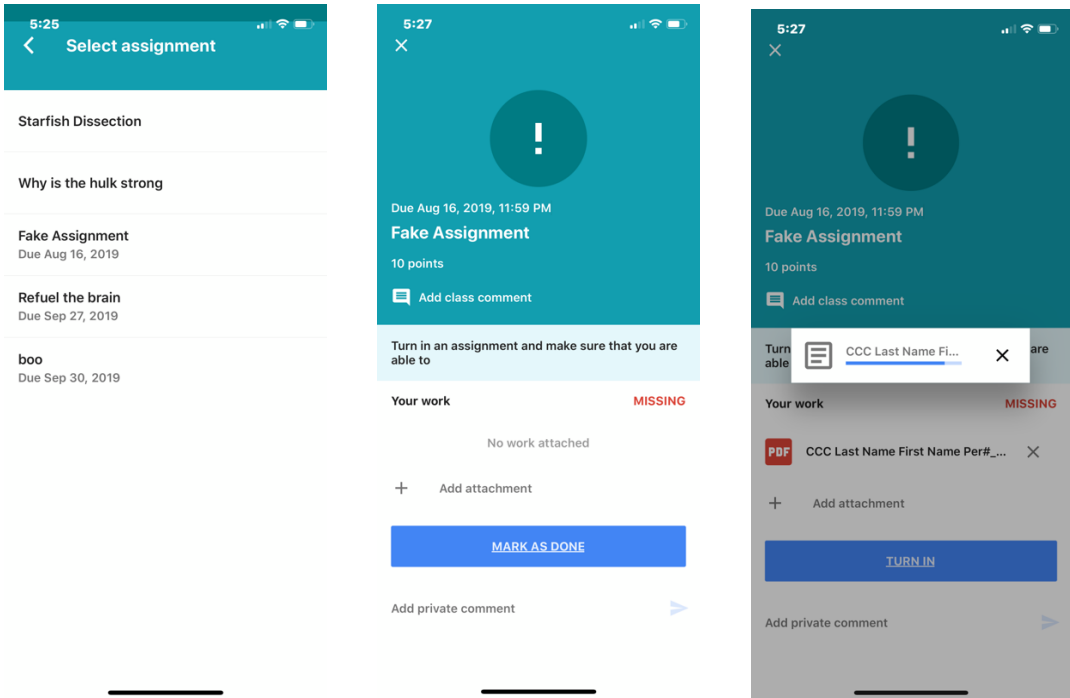 5:25
Select assignment
Starfish Dissection
Why is the hulk strong
Fake Assignment
Due Aug 16, 2019
Refuel the brain
Due Sep 27, 2019
boo
Due Sep 30, 2019
5:27
!
Due Aug 16, 2019, 11:59 PM
Fake Assignment
10 points
Add class comment
Turn in an assignment and make sure that you are
able to
Your work MISSING
No work attached
Add attachment
MARK AS DONE
Add private comment
5:27
!
Due Aug 16, 2019, 11:59 PM
Fake Assignment
10 points
Add class comment
Turn are
able
CCC Last Name Fi...
Your work MISSING
PDF CCC Last Name First Name Per#_...
Add attachment
TURN IN
Add private comment